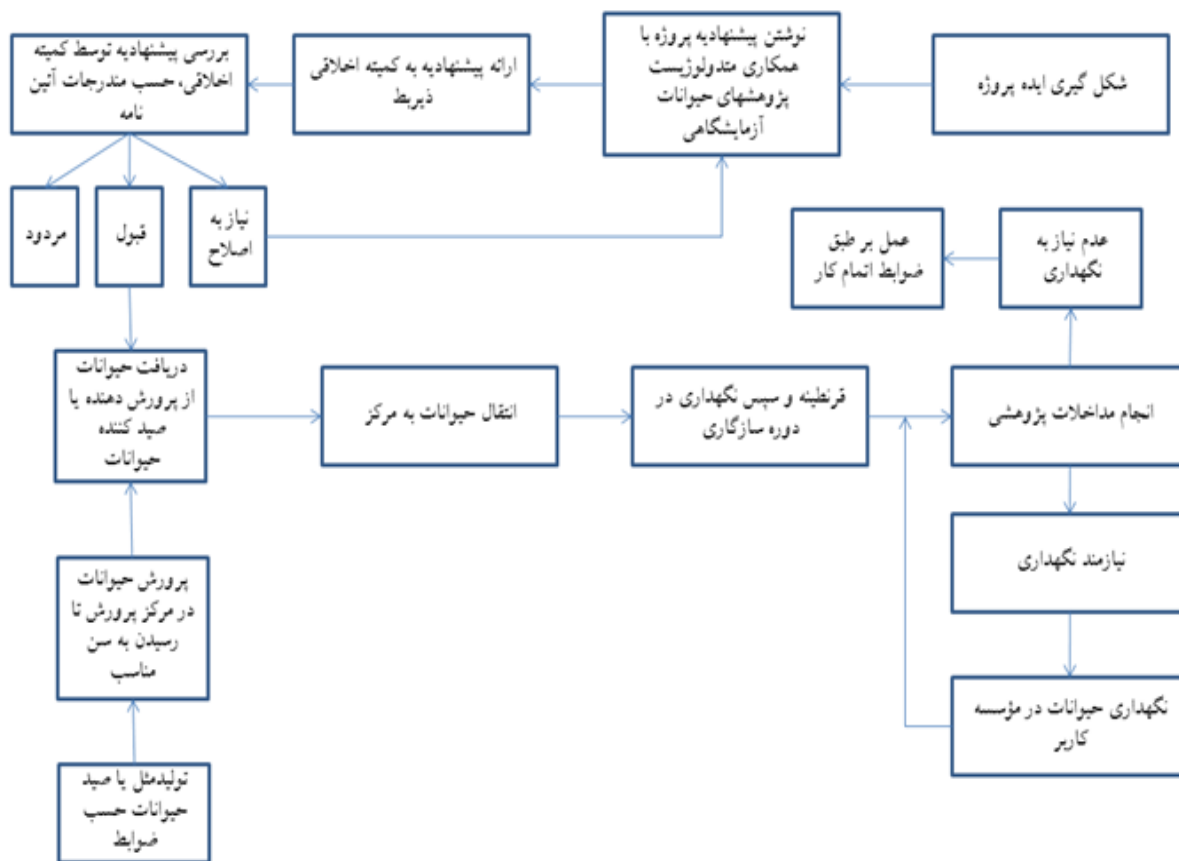 شکل گیری ایده پروژه
نوشتن پیشنهادیه پروژه با
همکاری متدولوژیست
پژوهشهای حیوانات
آزمایشگاهی
ارائه پیشنهادیه به کمیته اخلاقی
ذیربط
بررسی پیشنهادیه توسط کمیته
اخلاقی، حسب مندرجات آئین
نامه
نیاز به
اصلاح
قبول
مردود
عدم نیاز به
نگهداری
عمل بر طبق
ضوابط اتمام کار
دریافت حیوانات
از پرورش دهنده یا
صید کننده
حیوانات
انتقال حیوانات به مرکز
قرنطینه و سپس نگهداری در
دوره سازگاری
انجام مداخلات پژوهشی
نیازمند نگهداری
نگهداری حیوانات در مؤسسه
کاربر
پرورش حیوانات
در مرکز پرورش تا
رسیدن به سن
مناسب
تولیدمثل یا صید
حیوانات حسب
ضوابط